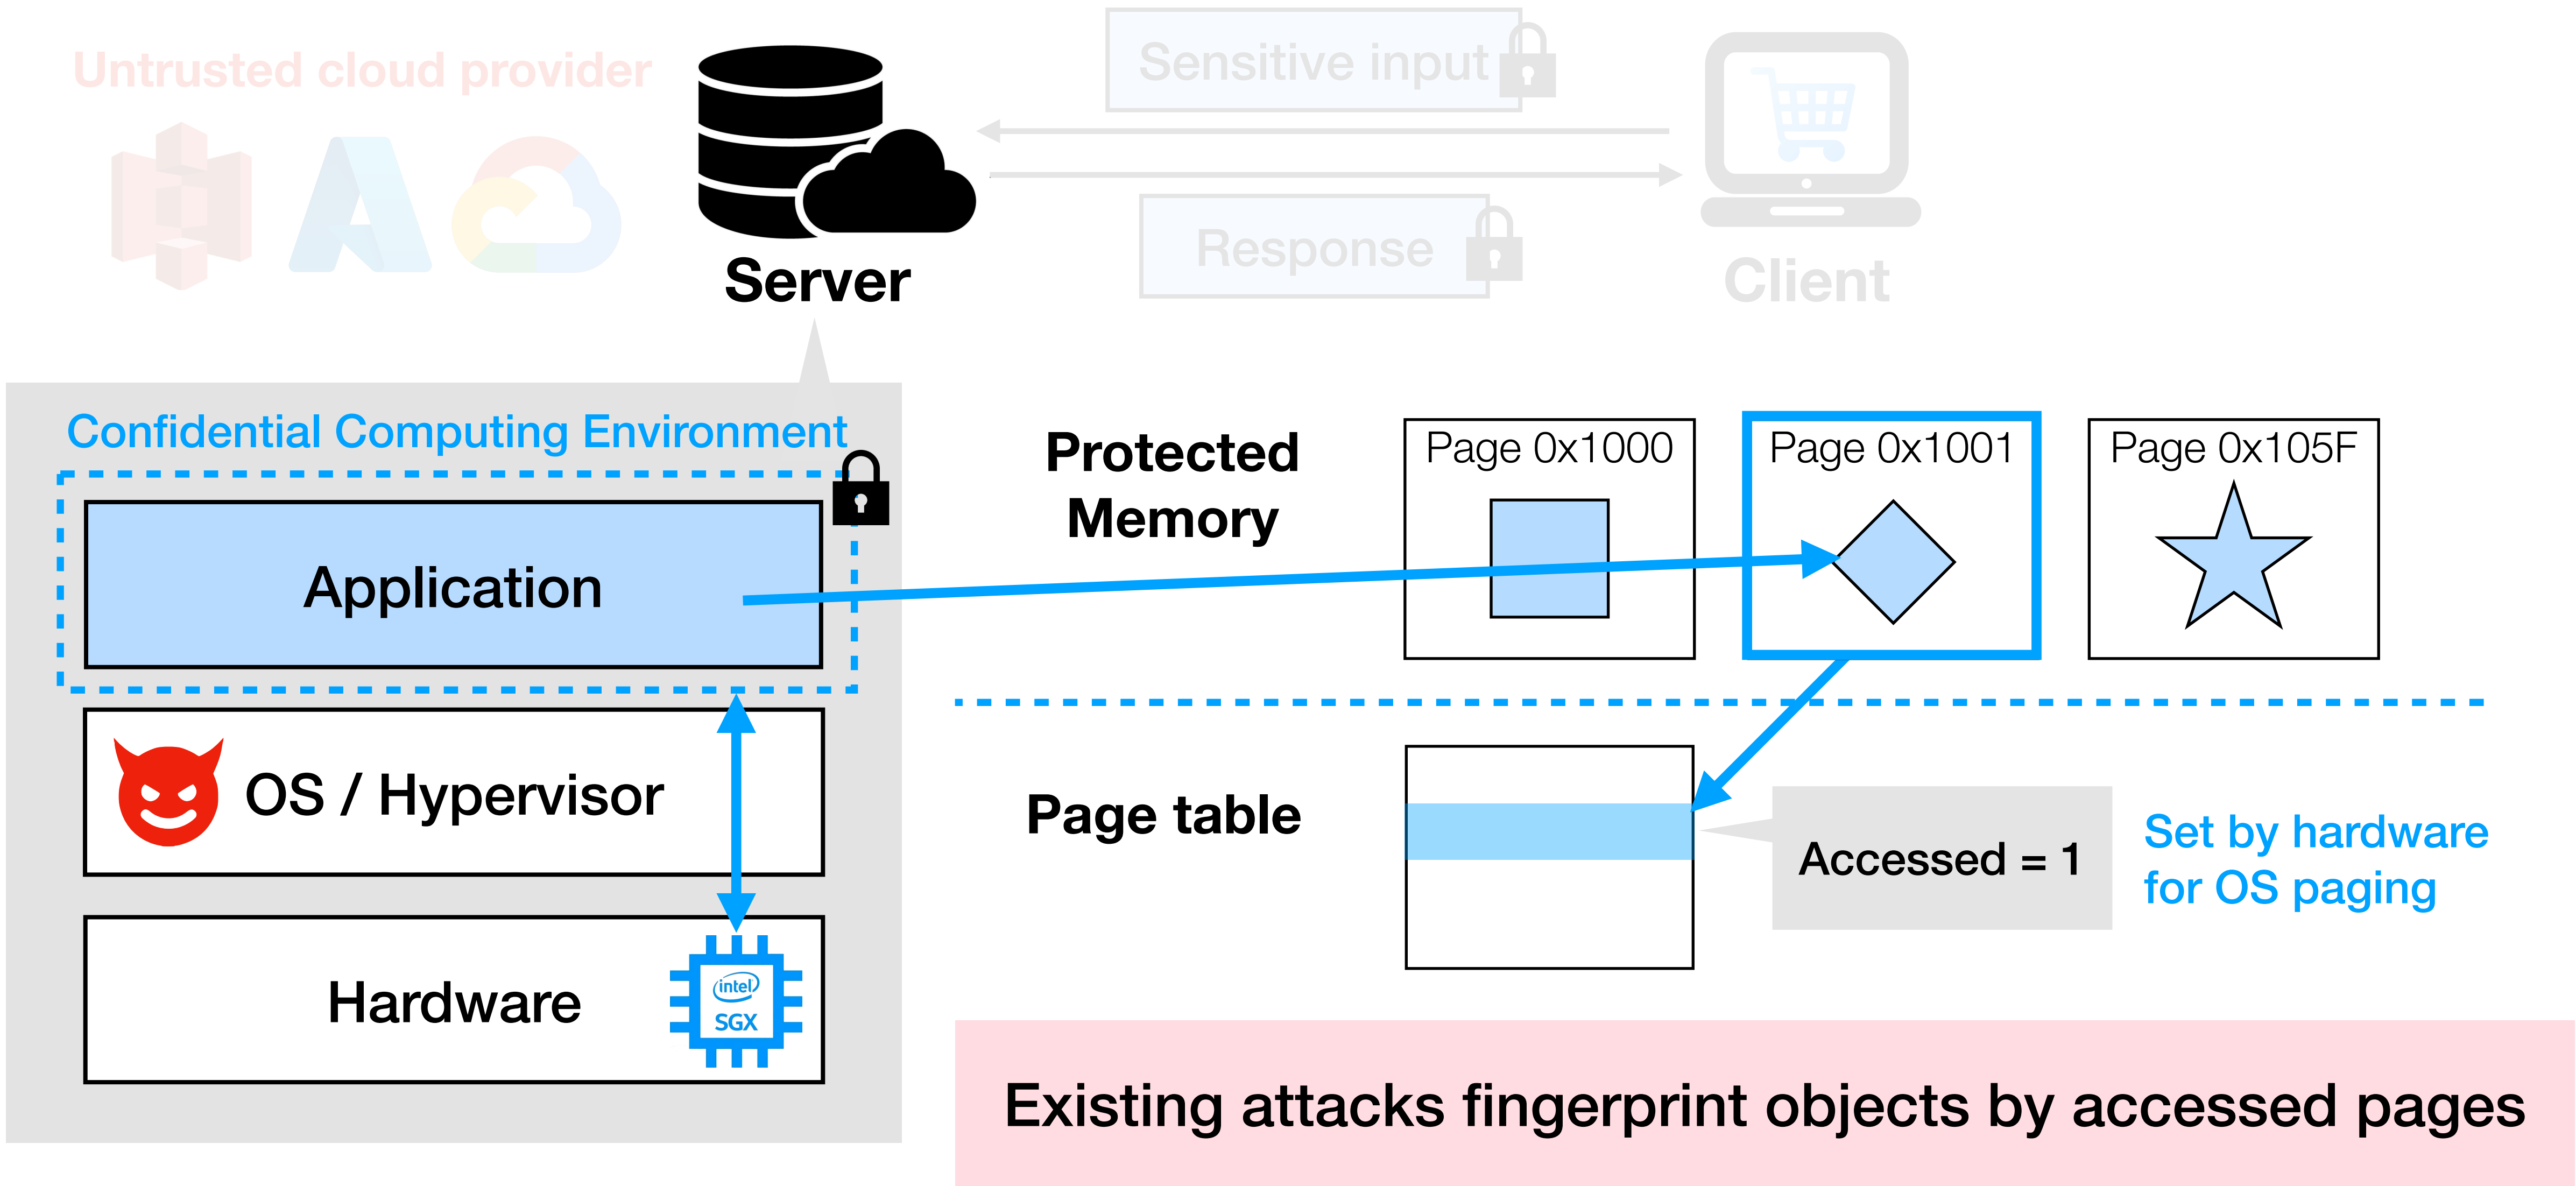 Untrusted cloud provider
Sensitive input
Response
Server
Client
Confidential Computing Environment
Application
OS / Hypervisor
Hardware
intel
SGX
Protected
Memory
Page 0x1000
Page 0x1001
Page 0x105F
Page table
Accessed = 1
Set by hardware
for OS paging
Existing attacks fingerprint objects by accessed pages